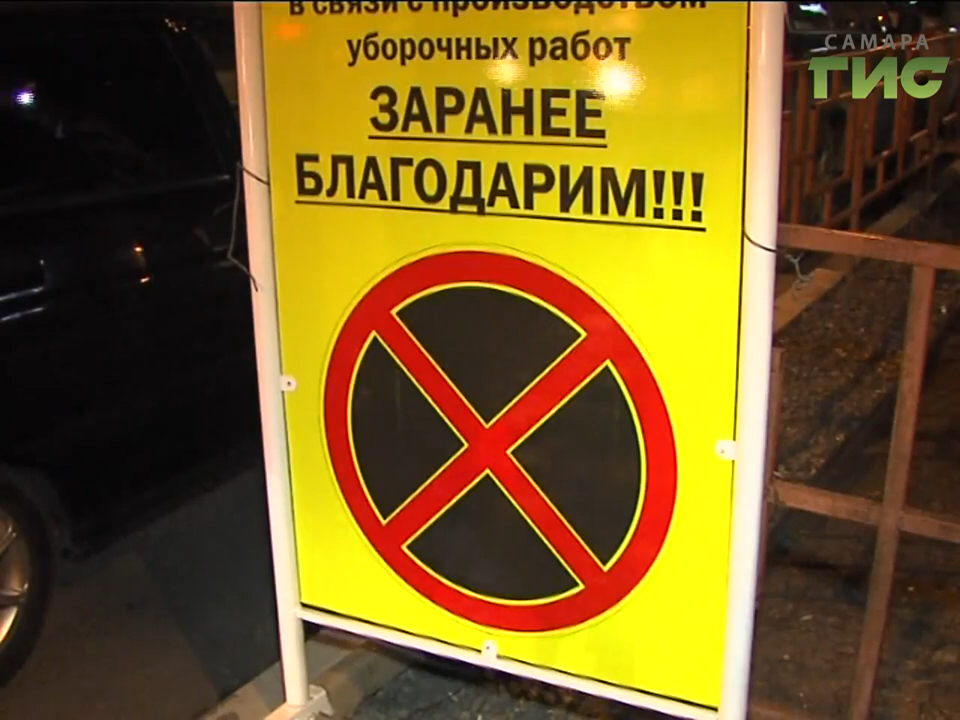 в связи с производством
уборочных работ
ЗАРАНЕЕ
БЛАГОДАРИМ!!!
САМАРА
ГИС